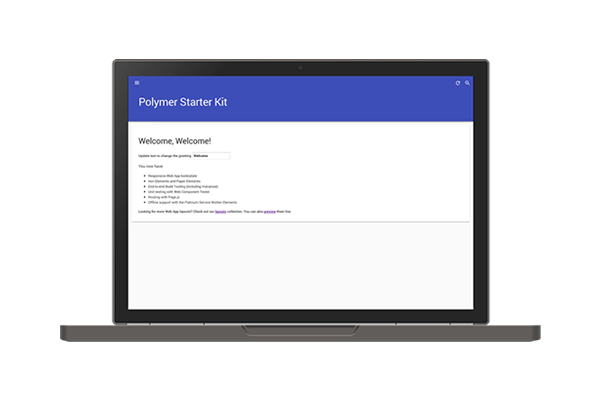 Polymer Starter Kit
Welcome, Welcome!
Update text to change the greeting: Welcome
You now have:
Responsive Web App boilerplate
Iron Elements and Paper Elements
End-to-end Build Tooling (including Vulcanize)
Unit testing with Web Component Tester
Routing with Page.js
Offline support with the Platinum Service Worker Elements
Looking for more Web App layouts? Check out our layouts collection. You can also preview them live.